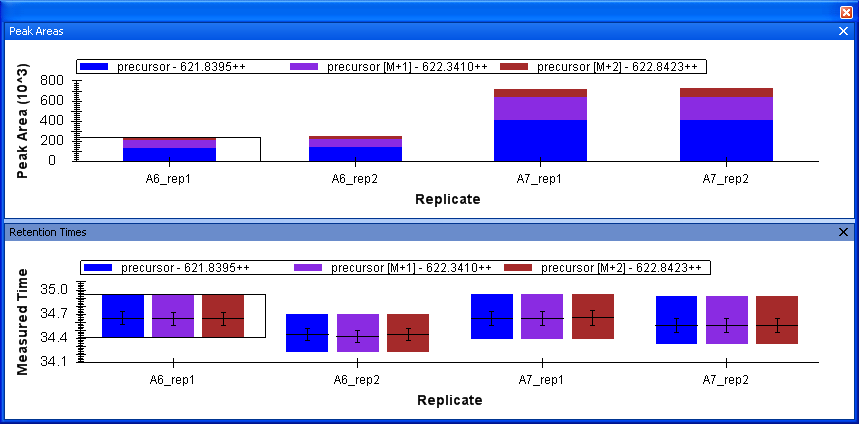 Peak Areas
precursor - 621.8395++ precursor [M+1] - 622.3410++ precursor [M+2] - 622.8423++
Peak Area (10^3)
800
600
400
200
0
A6_rep1 A6_rep2 A7_rep1 A7_rep2
Replicate
Retention Times
precursor - 621.8395++ precursor [M+1] - 622.3410++ precursor [M+2] - 622.8423++
Measured Time
35.0
34.7
34.4
34.1
A6_rep1 A6_rep2 A7_rep1 A7_rep2
Replicate